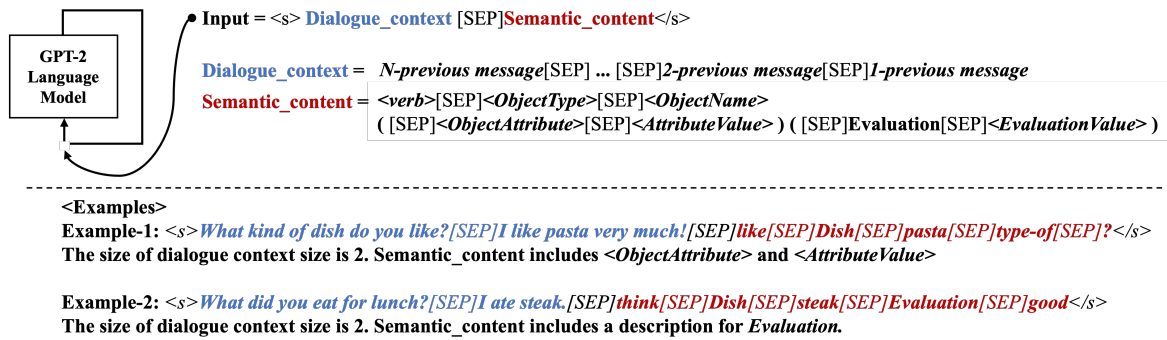 GPT-2
Language
Model
Input = <s> Dialogue_context [SEP]Semantic_content</s>
Dialogue_context = N-previous message[SEP] ... [SEP]2-previous message[SEP]1-previous message
Semantic_content = <verb>[SEP]<ObjectType>[SEP]<ObjectName>
( [SEP]<ObjectAttribute>[SEP]<AttributeValue> ) ( [SEP]Evaluation[SEP]<EvaluationValue> )
<Examples>
Example-1: <s>What kind of dish do you like?[SEP]I like pasta very much![SEP]like[SEP]Dish[SEP]pasta[SEP]type-of[SEP]?</s>
The size of dialogue context size is 2. Semantic_content includes <ObjectAttribute> and <AttributeValue>
Example-2: <s>What did you eat for lunch?[SEP]I ate steak.[SEP]think[SEP]Dish[SEP]steak[SEP]Evaluation[SEP]good</s>
The size of dialogue context size is 2. Semantic_content includes a description for Evaluation.